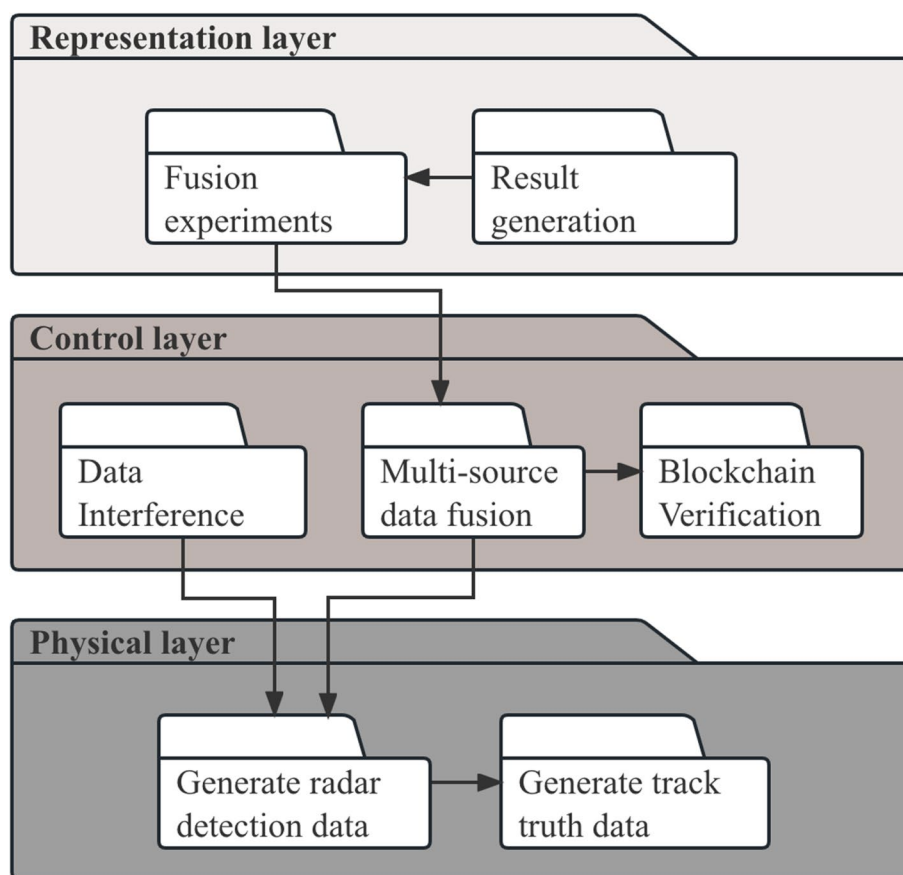 Representation layer
Fusion
experiments
Result
generation
Control layer
Data
Interference
Multi-source
data fusion
Blockchain
Verification
Physical layer
Generate radar
detection data
Generate track
truth data